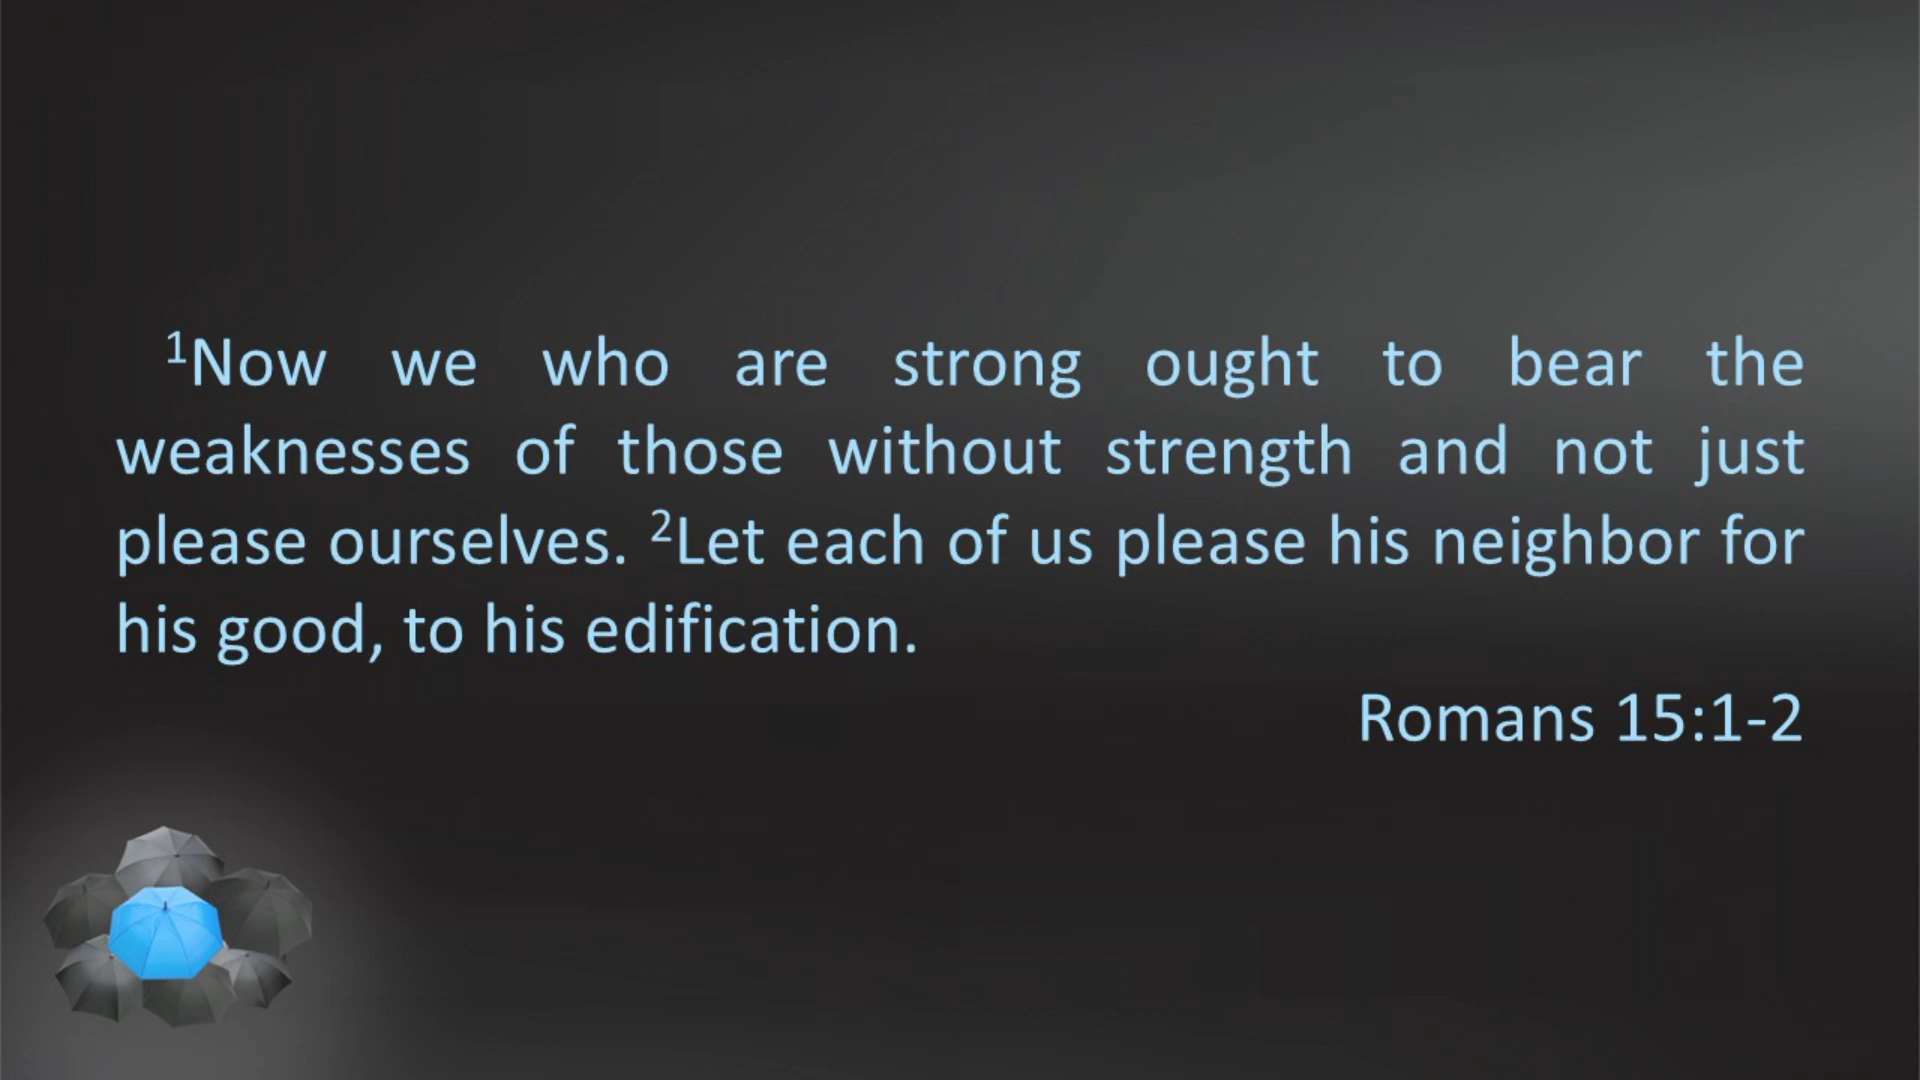 ¹Now we who are strong ought to bear the
weaknesses of those without strength and not just
please ourselves. ²Let each of us please his neighbor for
his good, to his edification.
Romans 15:1-2